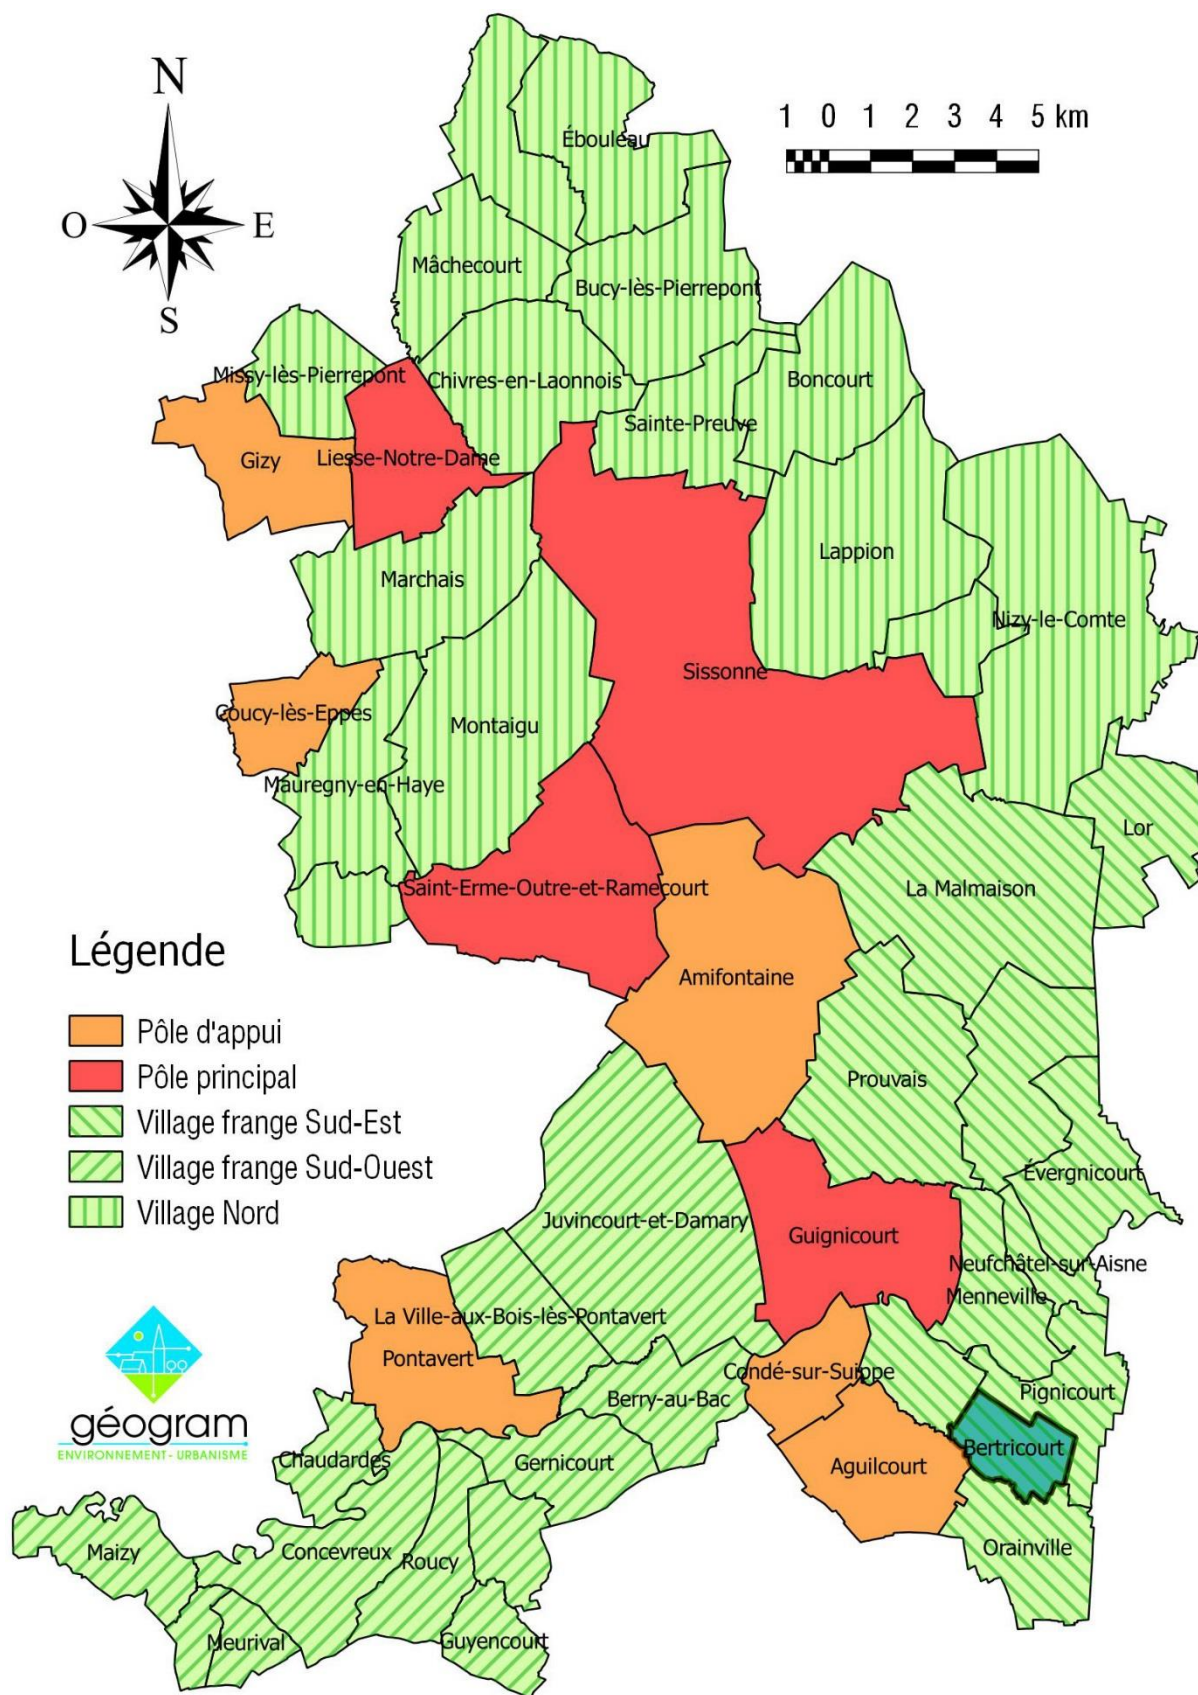 N
1 0 1 2 3 4 5 km
Ébouleau
O
E
Mâchecourt
Bucy-lès-Pierrepont
S
Missy-lès-Pierrepont
Chivres-en-Laonnois
Boncourt
Sainte-Preuve
Gizy
Liesse-Notre-Dame
Lappion
Marchais
Nizy-le-Comte
Sissonne
Coucy-lès-Eppes
Montaigu
Mauregny-en-Haye
Lor
Saint-Erme-Outre-et-Ramecourt
La Malmaison
Légende
Amifontaine
Pôle d'appui
Pôle principal
Prouvais
Village frange Sud-Est
Village frange Sud-Ouest
Évergnicourt
Village Nord
Juvincourt-et-Damary
Guignicourt
Neufchâtel-sur-Aisne
Menneville
La Ville-aux-Bois-lès-Pontavert
Pontavert
Condé-sur-Suippe
Berry-au-Bac
Pignicourt
géogram
ENVIRONNEMENT - URBANISME
Chaudardes
Gernicourt
Aguilcourt
Bertricourt
Maizy
Concevreux
Roucy
Orainville
Meurival
Guyencourt